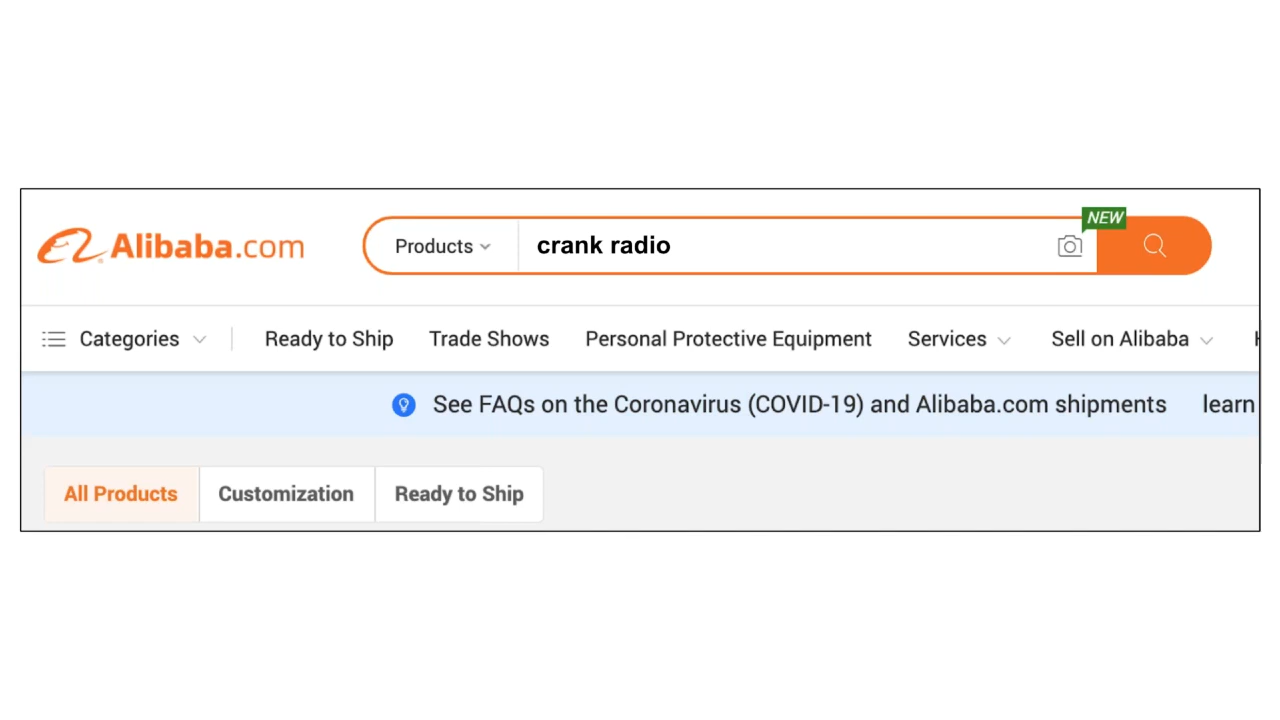 Alibaba.com Products crank radio NEW
Categories Ready to Ship Trade Shows Personal Protective Equipment Services Sell on Alibaba
See FAQs on the Coronavirus (COVID-19) and Alibaba.com shipments learn
All Products Customization Ready to Ship